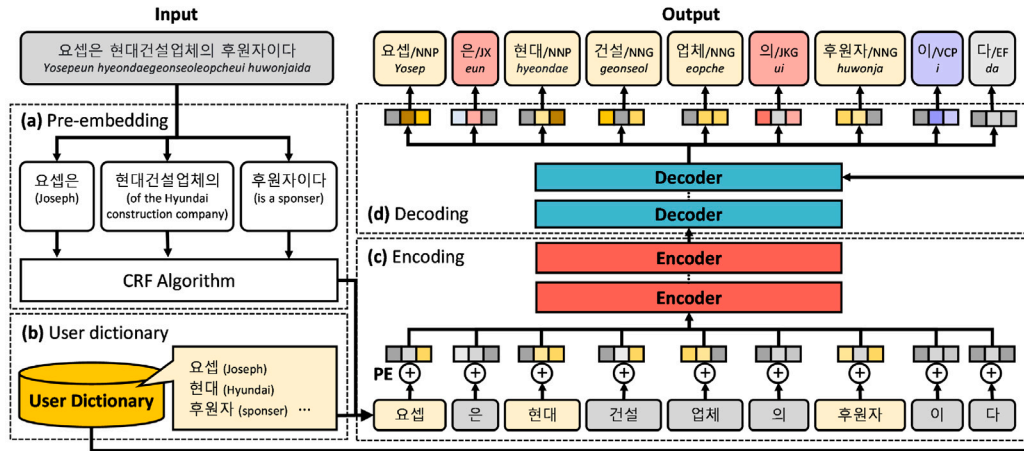 Input
요셉은 현대건설업체의 후원자이다
Yosepeun hyeondaegeonseoleopcheui huwonjaida
(a) Pre-embedding
요셉은
(Joseph)
현대건설업체의
(of the Hyundai
construction company)
후원자이다
(is a sponser)
CRF Algorithm
(b) User dictionary
User Dictionary
요셉 (Joseph)
현대 (Hyundai)
후원자 (sponser) ...
Output
요셉/NNP
Yosep
은/JX
eun
현대/NNP
hyeondae
건설/NNG
geonseol
업체/NNG
eopche
의/JKG
ui
후원자/NNG
huwonja
이/VCP
i
다/EF
da
Decoder
(d) Decoding
Decoder
(c) Encoding
Encoder
Encoder
PE + + + + + + + + +
요셉 은 현대 건설 업체 의 후원자 이 다